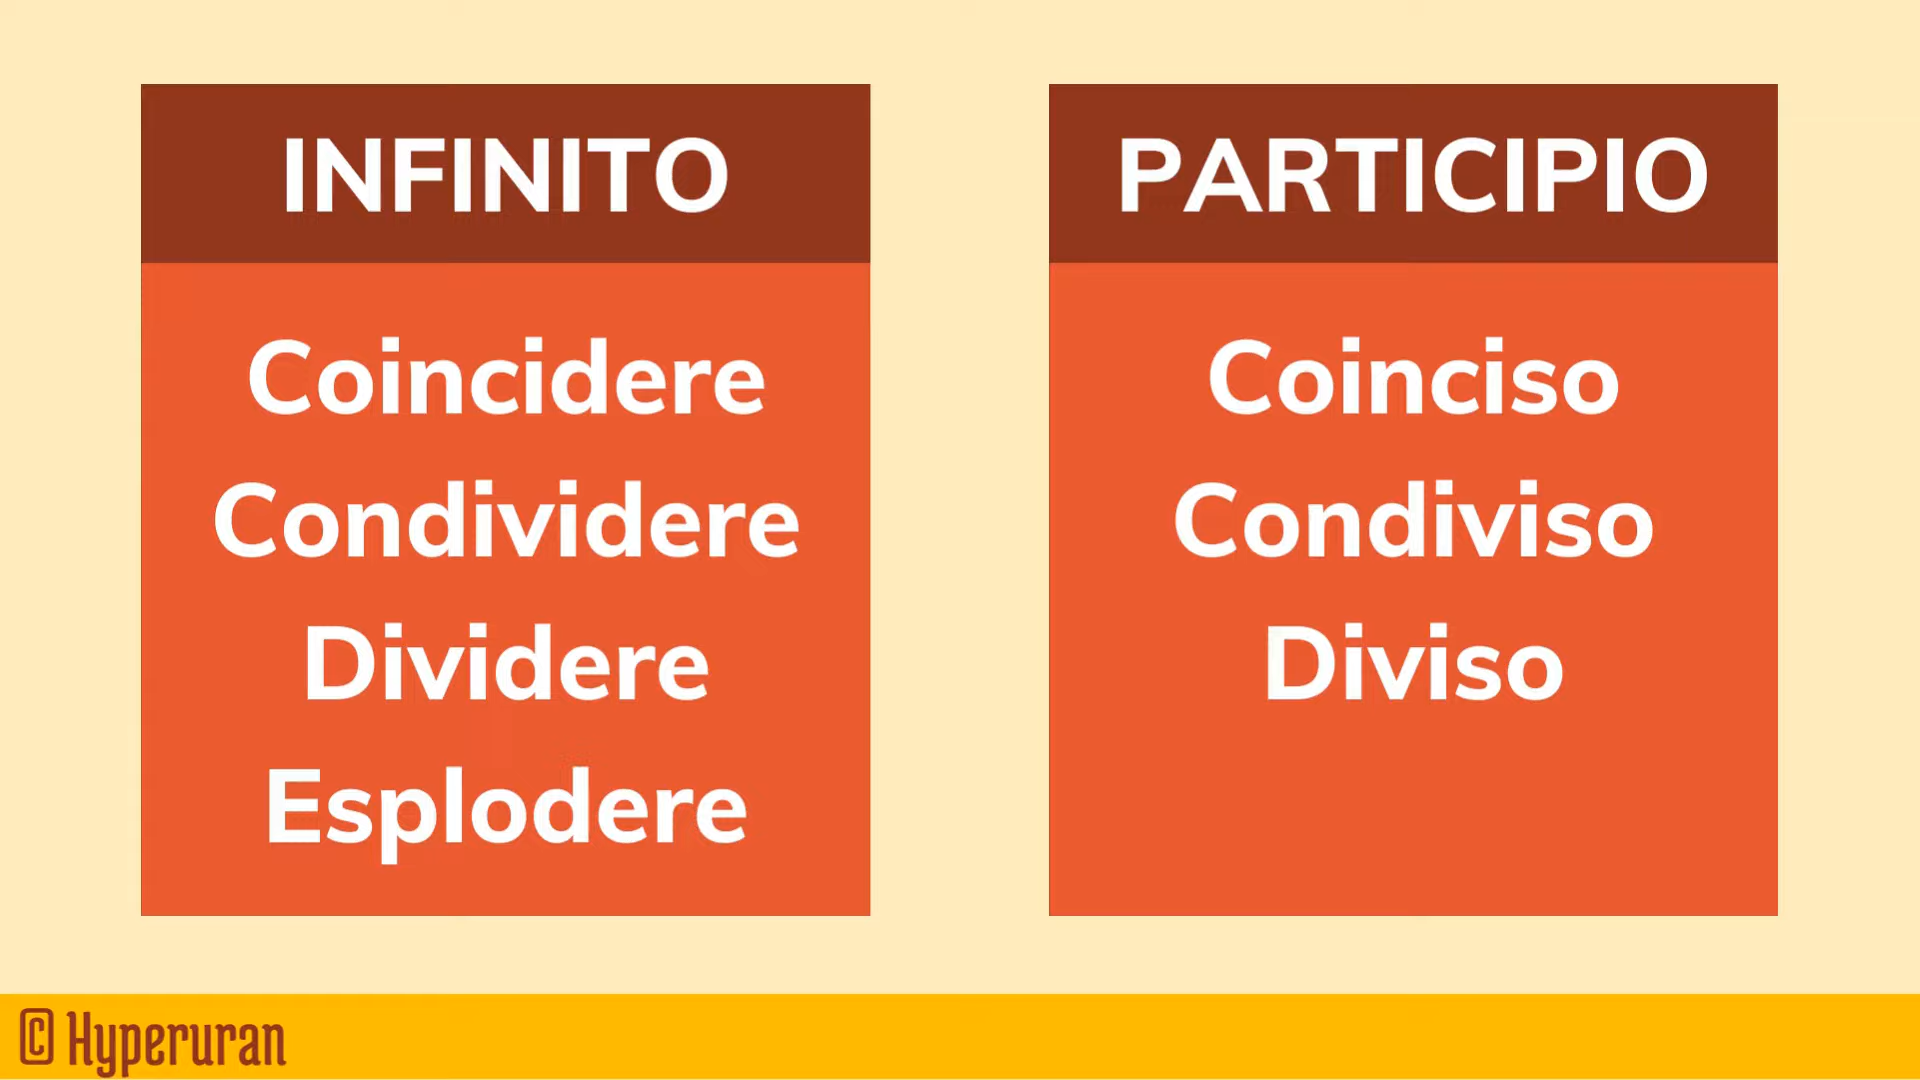 INFINITO
Coincidere
Condividere
Dividere
Esplodere
PARTICIPIO
Coinciso
Condiviso
Diviso
© Hyperuran